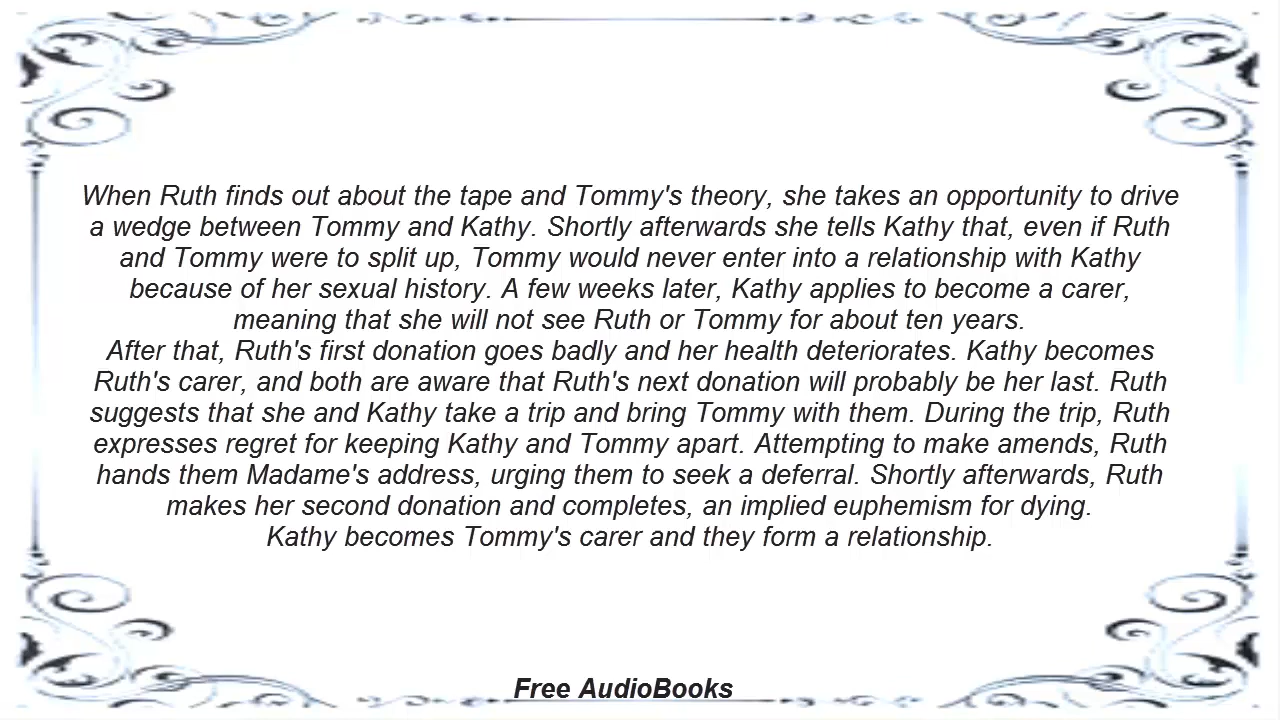 When Ruth finds out about the tape and Tommy's theory, she takes an opportunity to drive
a wedge between Tommy and Kathy. Shortly afterwards she tells Kathy that, even if Ruth
and Tommy were to split up, Tommy would never enter into a relationship with Kathy
because of her sexual history. A few weeks later, Kathy applies to become a carer,
meaning that she will not see Ruth or Tommy for about ten years.
After that, Ruth's first donation goes badly and her health deteriorates. Kathy becomes
Ruth's carer, and both are aware that Ruth's next donation will probably be her last. Ruth
suggests that she and Kathy take a trip and bring Tommy with them. During the trip, Ruth
expresses regret for keeping Kathy and Tommy apart. Attempting to make amends, Ruth
hands them Madame's address, urging them to seek a deferral. Shortly afterwards, Ruth
makes her second donation and completes, an implied euphemism for dying.
Kathy becomes Tommy's carer and they form a relationship.
Free AudioBooks